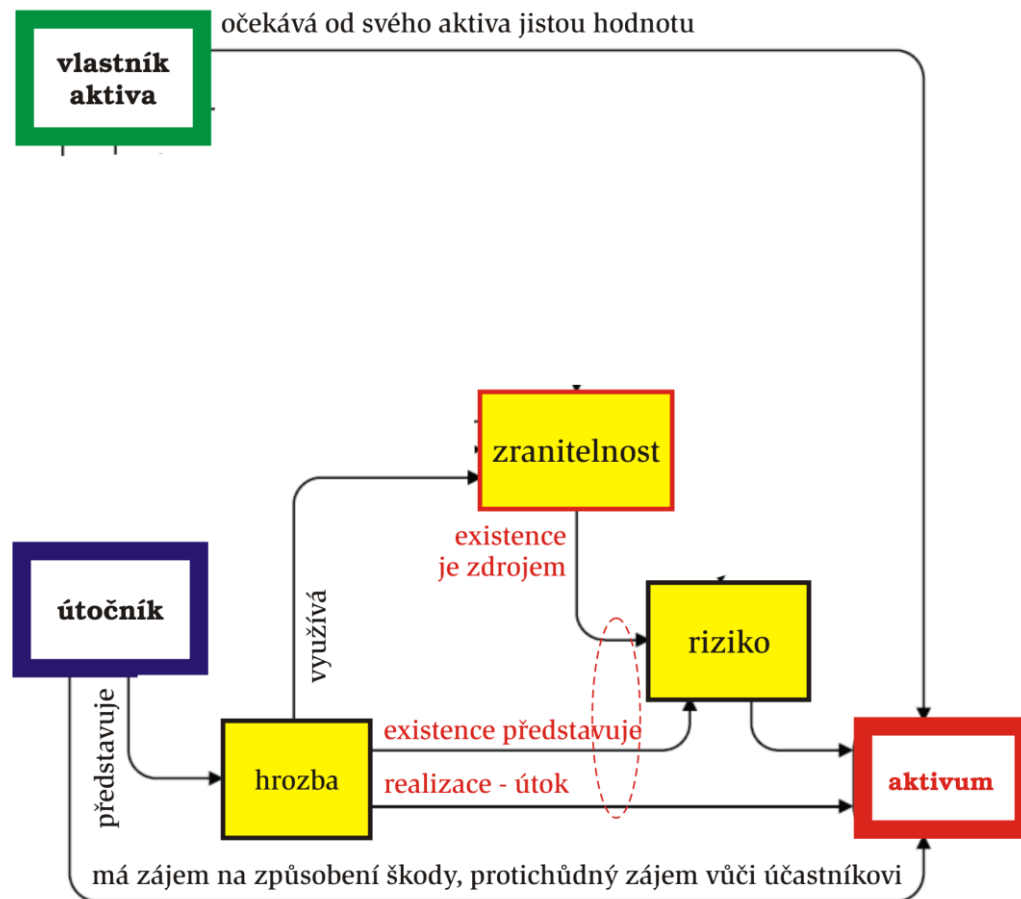 očekává od svého aktiva jistou hodnotu
vlastník
aktiva
zranitelnost
existence
je zdrojem
využívá
útočník
riziko
představuje
existence představuje
hrozba
realizace - útok
aktivum
má zájem na způsobení škody, protichůdný zájem vůči účastníkovi